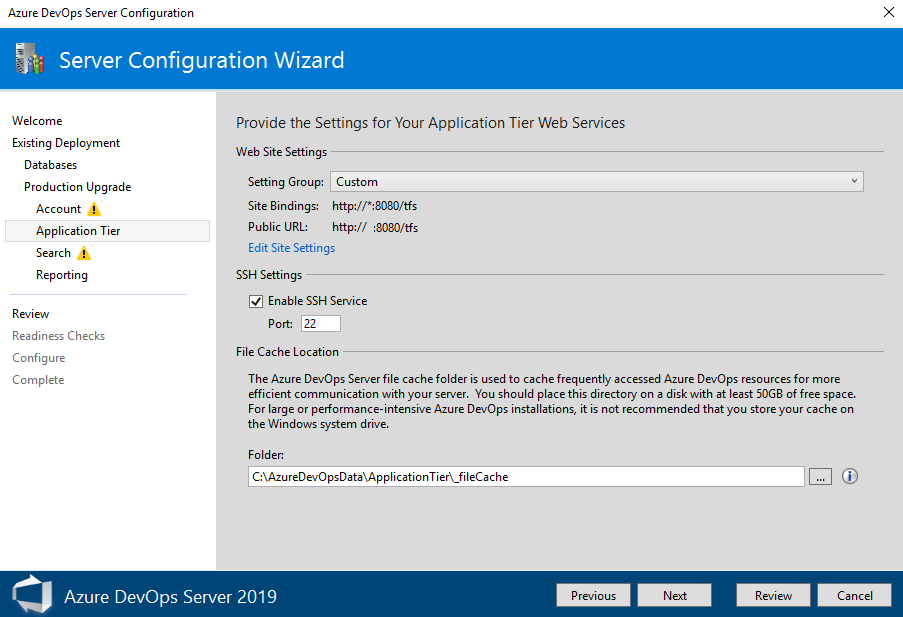 Azure DevOps Server Configuration
Server Configuration Wizard
Welcome
Existing Deployment
Databases
Production Upgrade
Account
Application Tier
Search
Reporting
Review
Readiness Checks
Configure
Complete
Provide the Settings for Your Application Tier Web Services
Web Site Settings
Setting Group: Custom
Site Bindings: http://*:8080/tfs
Public URL: http:// :8080/tfs
Edit Site Settings
SSH Settings
Enable SSH Service
Port: 22
File Cache Location
The Azure DevOps Server file cache folder is used to cache frequently accessed Azure DevOps resources for more
efficient communication with your server. You should place this directory on a disk with at least 50GB of free space.
For large or performance-intensive Azure DevOps installations, it is not recommended that you store your cache on
the Windows system drive.
Folder:
C:\AzureDevOpsData\ApplicationTier\_fileCache ...
Azure DevOps Server 2019
Previous Next Review Cancel